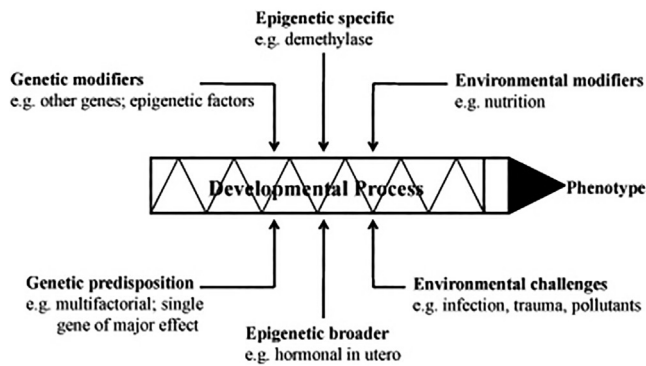 Epigenetic specific
e.g. demethylase
Genetic modifiers
e.g. other genes; epigenetic factors
Environmental modifiers
e.g. nutrition
Developmental Process
Phenotype
Genetic predisposition
e.g. multifactorial; single
gene of major effect
Environmental challenges
e.g. infection, trauma, pollutants
Epigenetic broader
e.g. hormonal in utero